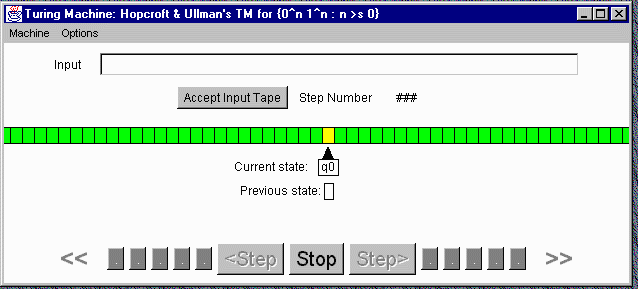 Turing Machine: Hopcroft & Ullman's TM for {0^n 1^n : n >s 0}
Machine Options
Input
Accept Input Tape Step Number ###
Current state: q0
Previous state:
<< . . . . . <Step Stop Step> . . . . . >>